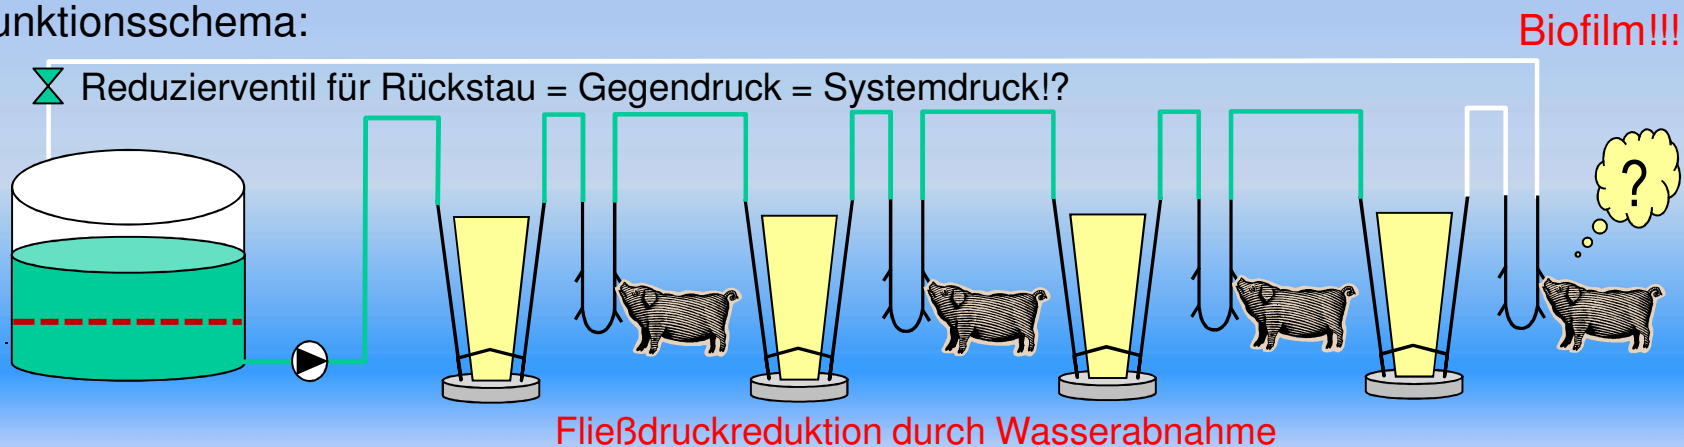 unktionsschema:
Biofilm!!!
Reduzierventil für Rückstau = Gegendruck = Systemdruck!?
?
Fließdruckreduktion durch Wasserabnahme